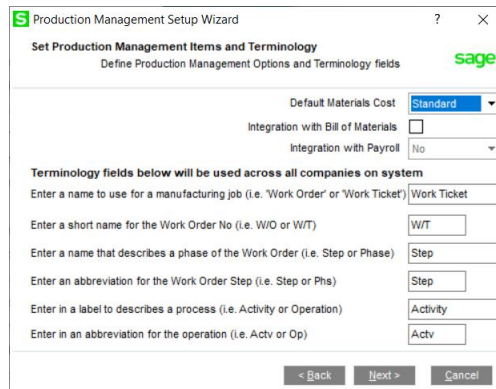 S Production Management Setup Wizard ?
Set Production Management Items and Terminology
Define Production Management Options and Terminology fields
sage
Default Materials Cost Standard
Integration with Bill of Materials
Integration with Payroll No
Terminology fields below will be used across all companies on system
Enter a name to use for a manufacturing job (i.e. 'Work Order' or 'Work Ticket') Work Ticket
Enter a short name for the Work Order No (i.e. W/O or W/T) W/T
Enter a name that describes a phase of the Work Order (i.e. Step or Phase) Step
Enter an abbreviation for the Work Order Step (i.e. Step or Phs) Step
Enter in a label to describes a process (i.e. Activity or Operation) Activity
Enter in an abbreviation for the operation (i.e. Actv or Op) Actv
< Back Next > Cancel